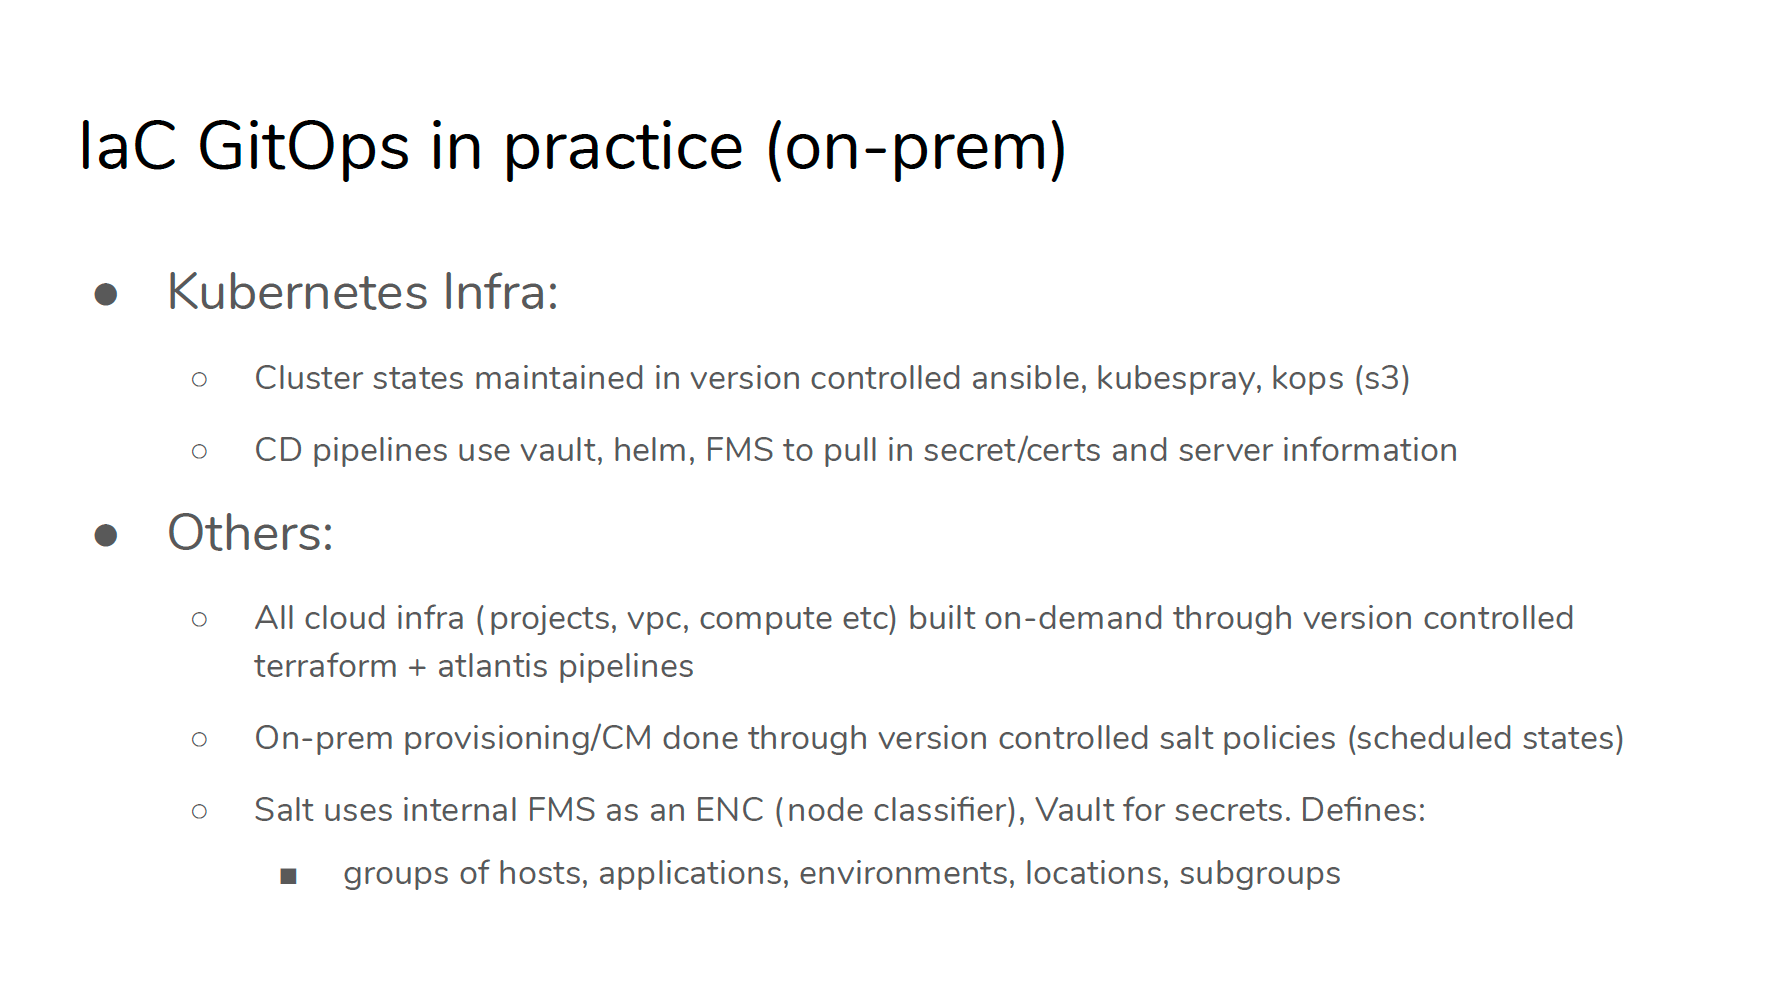 IaC GitOps in practice (on-prem)
● Kubernetes Infra:
○ Cluster states maintained in version controlled ansible, kubespray, kops (s3)
○ CD pipelines use vault, helm, FMS to pull in secret/certs and server information
● Others:
○ All cloud infra (projects, vpc, compute etc) built on-demand through version controlled
terraform + atlantis pipelines
○ On-prem provisioning/CM done through version controlled salt policies (scheduled states)
○ Salt uses internal FMS as an ENC (node classifier), Vault for secrets. Defines:
■ groups of hosts, applications, environments, locations, subgroups